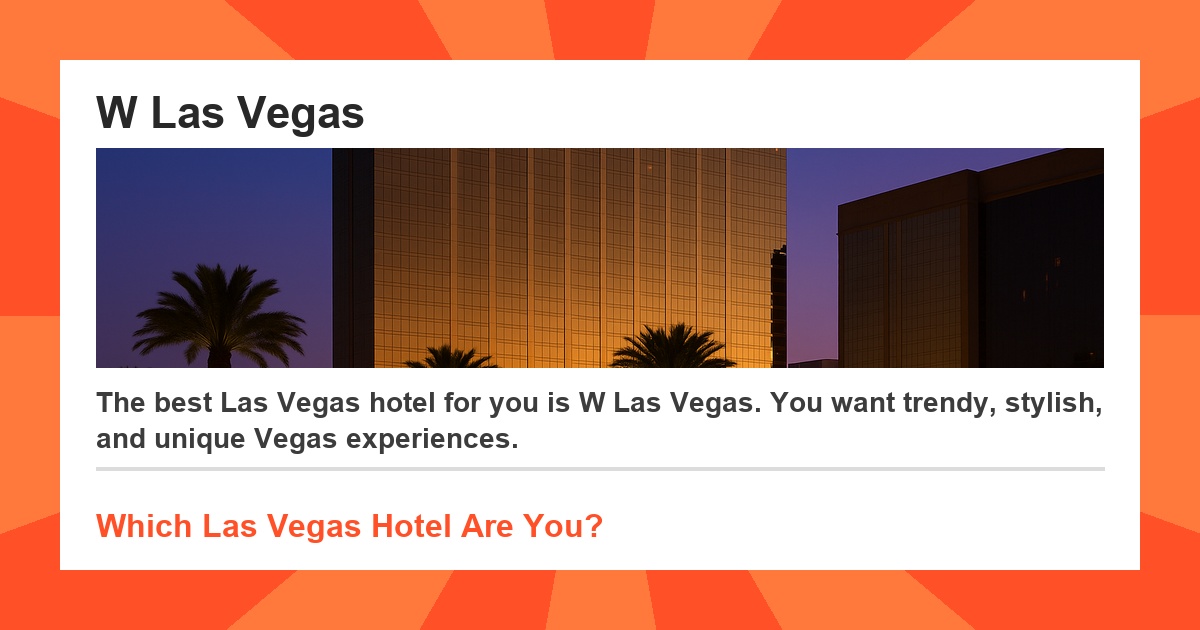 W Las Vegas
The best Las Vegas hotel for you is W Las Vegas. You want trendy, stylish,
and unique Vegas experiences.
Which Las Vegas Hotel Are You?